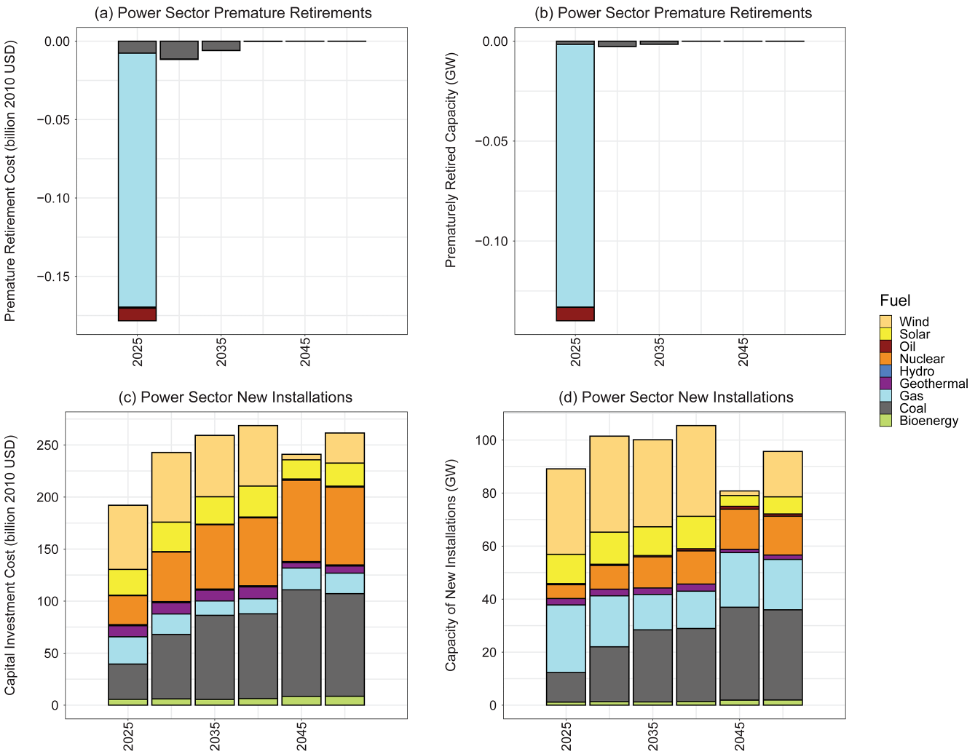 (a) Power Sector Premature Retirements
Premature Retirement Cost (billion 2010 USD)
0.00
−0.05
−0.10
−0.15
2025
2035
2045
(b) Power Sector Premature Retirements
Prematurely Retired Capacity (GW)
0.00
−0.05
−0.10
2025
2035
2045
(c) Power Sector New Installations
Capital Investment Cost (billion 2010 USD)
250
200
150
100
50
0
2025
2035
2045
(d) Power Sector New Installations
Capacity of New Installations (GW)
100
80
60
40
20
0
2025
2035
2045
Fuel
Wind
Solar
Oil
Nuclear
Hydro
Geothermal
Gas
Coal
Bioenergy